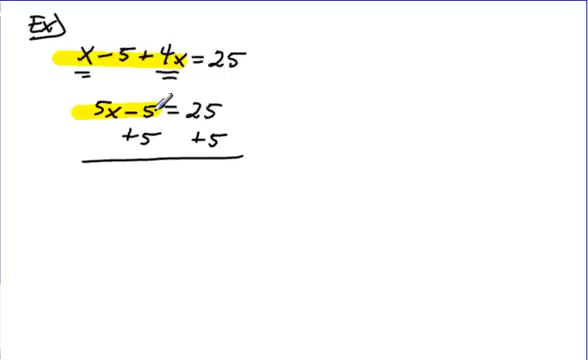 Ex)
x - 5 + 4x = 25
5x - 5 = 25
+5 +5